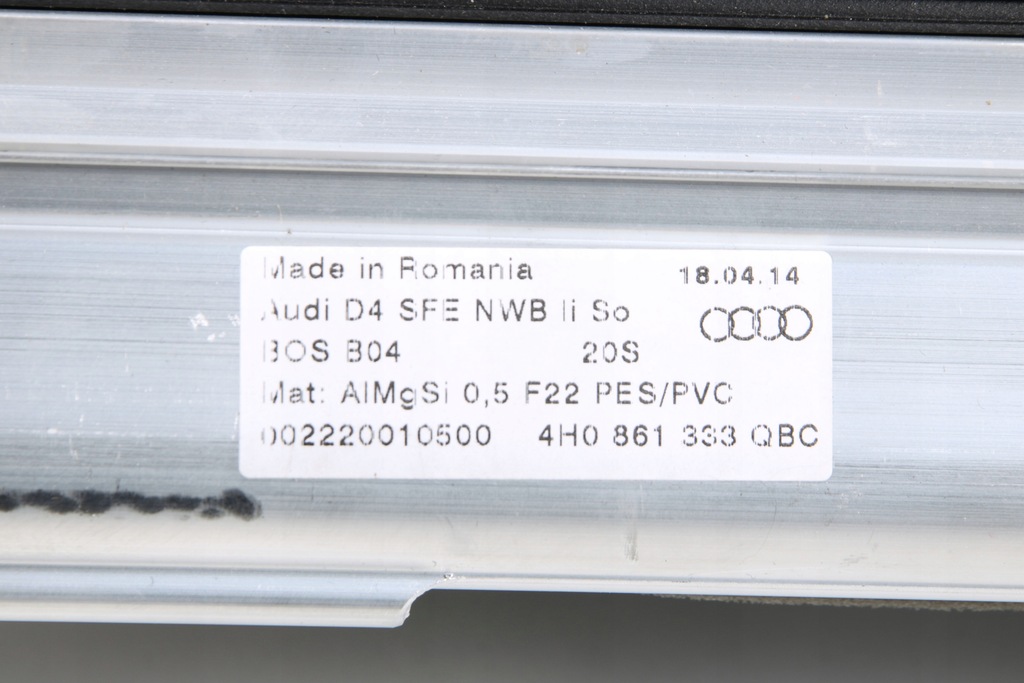 Made in Romania 18.04.14
Audi D4 SFE NWB li So
BOS B04 20S
Mat: AlMgSi 0,5 F22 PES/PVC
002220010500 4H0 861 333 QBC